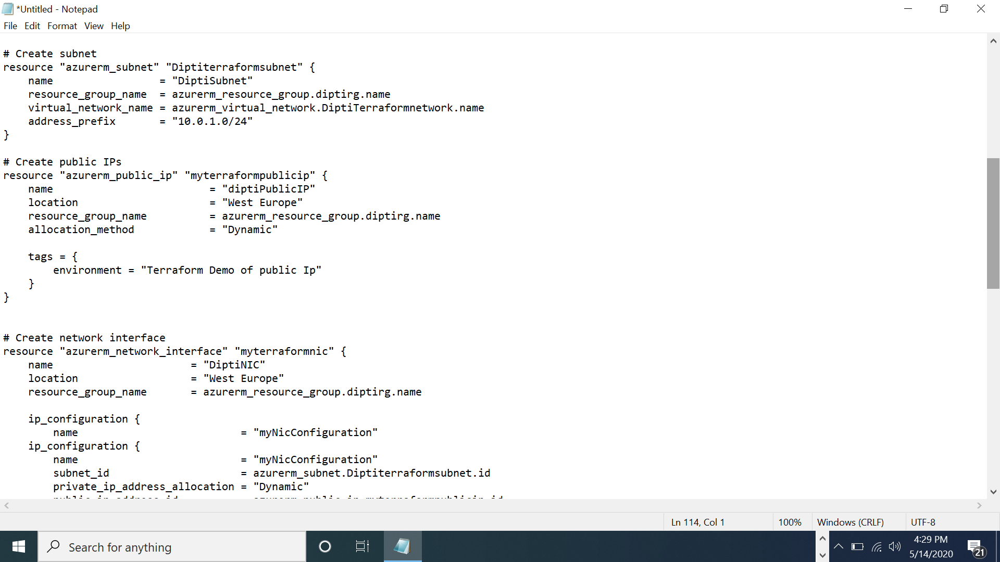 *Untitled - Notepad
File Edit Format View Help
# Create subnet
resource "azurerm_subnet" "Diptiterraformsubnet" {
    name                 = "DiptiSubnet"
    resource_group_name  = azurerm_resource_group.diptirg.name
    virtual_network_name = azurerm_virtual_network.DiptiTerraformnetwork.name
    address_prefix       = "10.0.1.0/24"
}

# Create public IPs
resource "azurerm_public_ip" "myterraformpublicip" {
    name                         = "diptiPublicIP"
    location                     = "West Europe"
    resource_group_name          = azurerm_resource_group.diptirg.name
    allocation_method            = "Dynamic"

    tags = {
        environment = "Terraform Demo of public Ip"
    }
}

# Create network interface
resource "azurerm_network_interface" "myterraformnic" {
    name                      = "DiptiNIC"
    location                  = "West Europe"
    resource_group_name       = azurerm_resource_group.diptirg.name

    ip_configuration {
        name                          = "myNicConfiguration"
    ip_configuration {
        name                          = "myNicConfiguration"
        subnet_id                     = azurerm_subnet.Diptiterraformsubnet.id
        private_ip_address_allocation = "Dynamic"
Ln 114, Col 1 100% Windows (CRLF) UTF-8
Search for anything
4:29 PM
5/14/2020
21